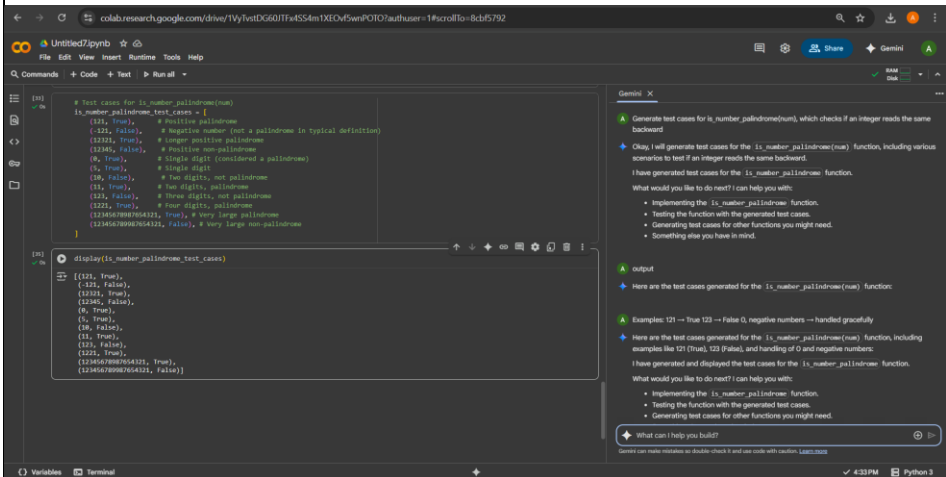 colab.research.google.com/drive/1VyTvstDG60JTFx4SS4m1XEOvf5wnPOTO?authuser=1#scrollTo=8cbf5792
Untitled7.ipynb
File Edit View Insert Runtime Tools Help
Share
Gemini
A
Commands + Code + Text Run all
RAM
Disk
[33]
0s
# Test cases for is_number_palindrome(num)
is_number_palindrome_test_cases = [
(121, True), # Positive palindrome
(-121, False), # Negative number (not a palindrome in typical definition)
(12321, True), # Longer positive palindrome
(12345, False), # Positive non-palindrome
(0, True), # Single digit (considered a palindrome)
(5, True), # Single digit
(10, False), # Two digits, not palindrome
(11, True), # Two digits, palindrome
(123, False), # Three digits, not palindrome
(1221, True), # Four digits, palindrome
(12345678987654321, True), # Very large palindrome
(123456789087654321, False), # Very large non-palindrome
]
[35]
0s
display(is_number_palindrome_test_cases)
[(121, True),
(-121, False),
(12321, True),
(12345, False),
(0, True),
(5, True),
(10, False),
(11, True),
(123, False),
(1221, True),
(12345678987654321, True),
(123456789087654321, False)]
Gemini X
A Generate test cases for is_number_palindrome(num), which checks if an integer reads the same
backward
Okay, I will generate test cases for the is_number_palindrome(num) function, including various
scenarios to test if an integer reads the same backward.
I have generated test cases for the is_number_palindrome function.
What would you like to do next? I can help you with:
• Implementing the is_number_palindrome function.
• Testing the function with the generated test cases.
• Generating test cases for other functions you might need.
• Something else you have in mind.
A output
Here are the test cases generated for the is_number_palindrome(num) function:
A Examples: 121 → True 123 → False 0, negative numbers → handled gracefully
Here are the test cases generated for the is_number_palindrome(num) function, including
examples like 121 (True), 123 (False), and handling of 0 and negative numbers:
I have generated and displayed the test cases for the is_number_palindrome function.
What would you like to do next? I can help you with:
• Implementing the is_number_palindrome function.
• Testing the function with the generated test cases.
• Generating test cases for other functions you might need.
What can I help you build?
Gemini can make mistakes so double-check it and use code with caution. Learn more
Variables Terminal
4:33 PM Python 3